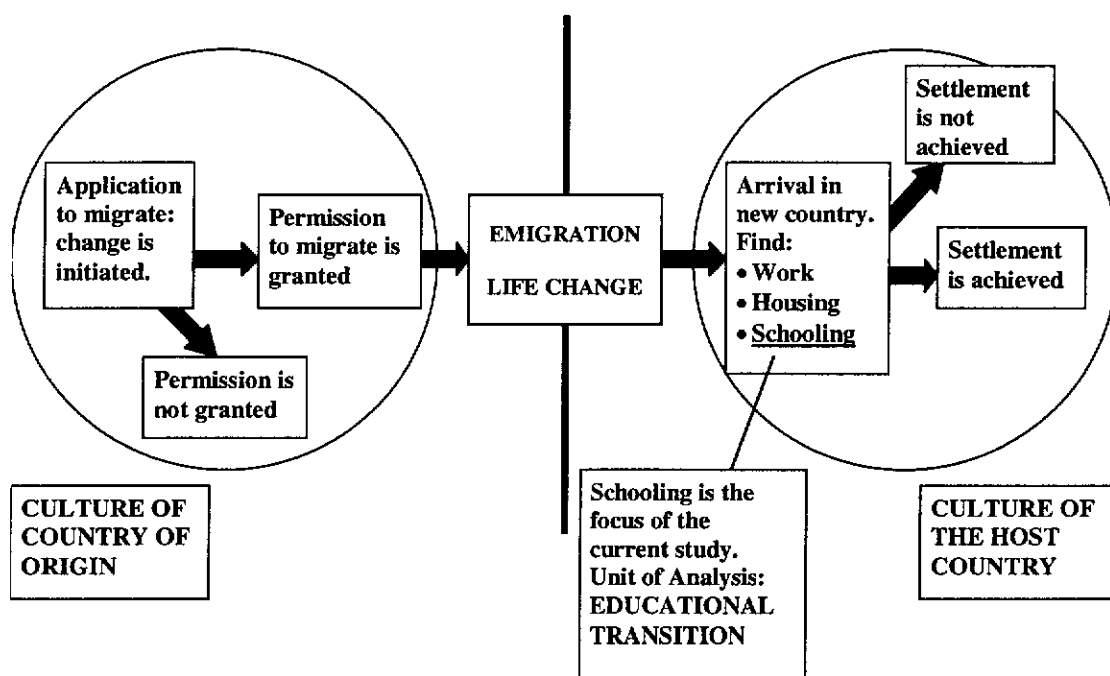 Application
to migrate:
change is
initiated.
Permission
to migrate is
granted
Permission is
not granted
CULTURE OF
COUNTRY OF
ORIGIN
EMIGRATION
LIFE CHANGE
Arrival in
new country.
Find:
• Work
• Housing
• Schooling
Settlement
is not
achieved
Settlement
is achieved
Schooling is the
focus of the
current study.
Unit of Analysis:
EDUCATIONAL
TRANSITION
CULTURE OF
THE HOST
COUNTRY